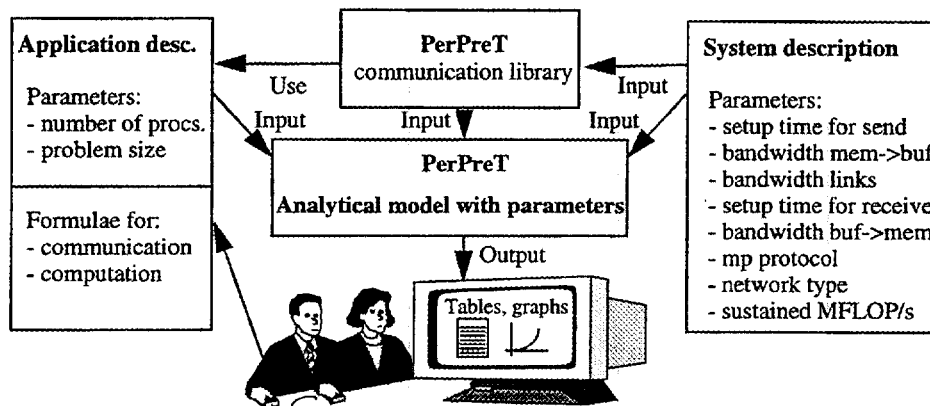 Application desc.
Parameters:
- number of procs.
- problem size
Formulae for:
- communication
- computation
PerPreT
communication library
Use
Input
Input
Input
Input
PerPreT
Analytical model with parameters
Output
Tables, graphs
System description
Parameters:
- setup time for send
- bandwidth mem->buf
- bandwidth links
- setup time for receive
- bandwidth buf->mem
- mp protocol
- network type
- sustained MFLOP/s